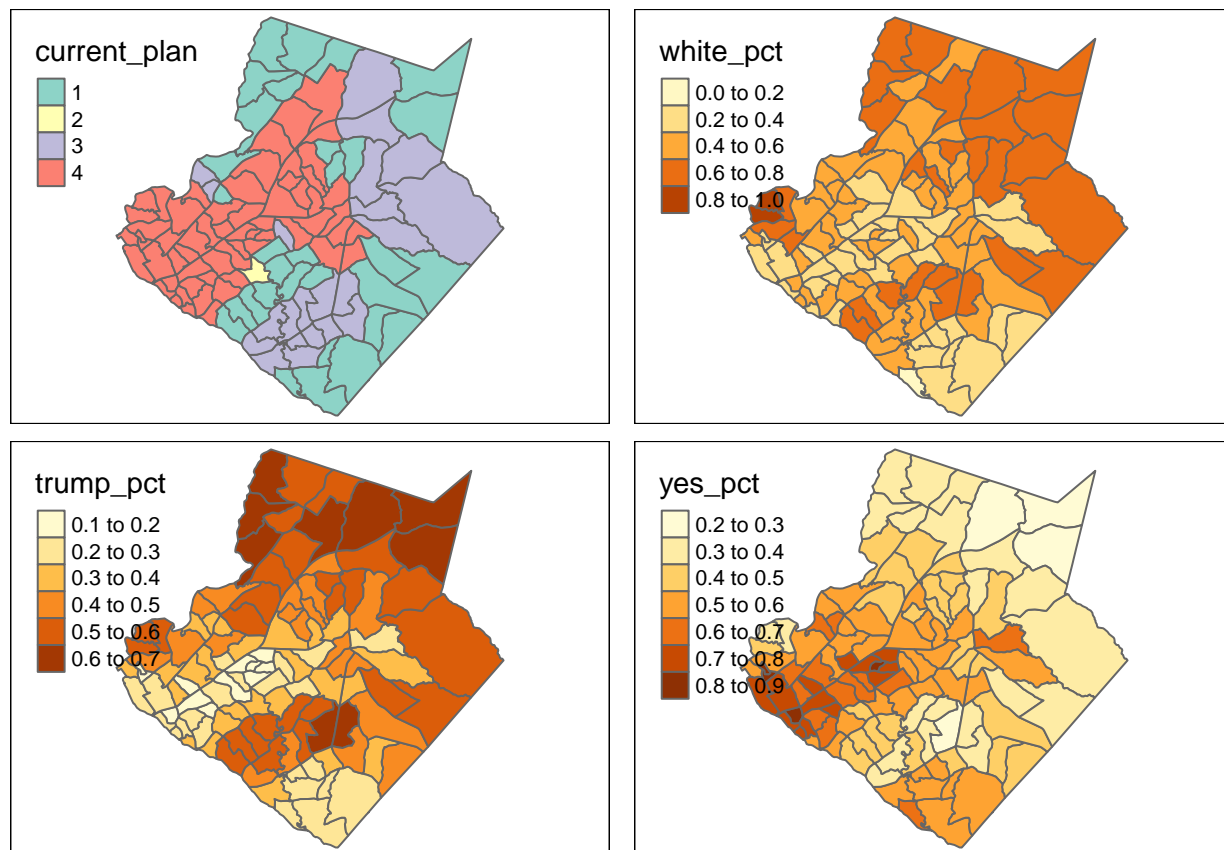 current_plan
1
2
3
4
white_pct
0.0 to 0.2
0.2 to 0.4
0.4 to 0.6
0.6 to 0.8
0.8 to 1.0
trump_pct
0.1 to 0.2
0.2 to 0.3
0.3 to 0.4
0.4 to 0.5
0.5 to 0.6
0.6 to 0.7
yes_pct
0.2 to 0.3
0.3 to 0.4
0.4 to 0.5
0.5 to 0.6
0.6 to 0.7
0.7 to 0.8
0.8 to 0.9